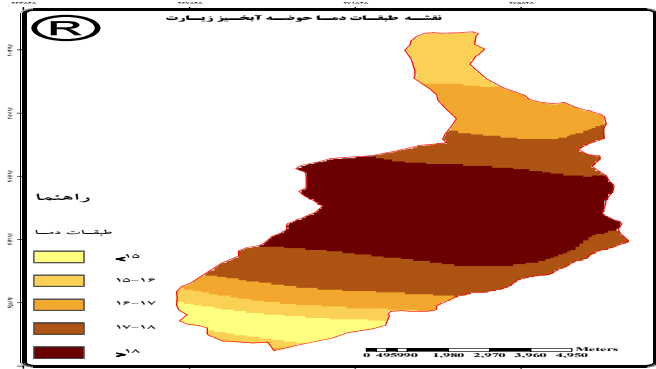 نقشه طبقات دما حوضه آبخیز زیارت
®
راهنما
طبقات دما
<۱۵
۱۵-۱۶
۱۶-۱۷
۱۷-۱۸
>۱۸
Meters
0 495990 1,980 2,970 3,960 4,950